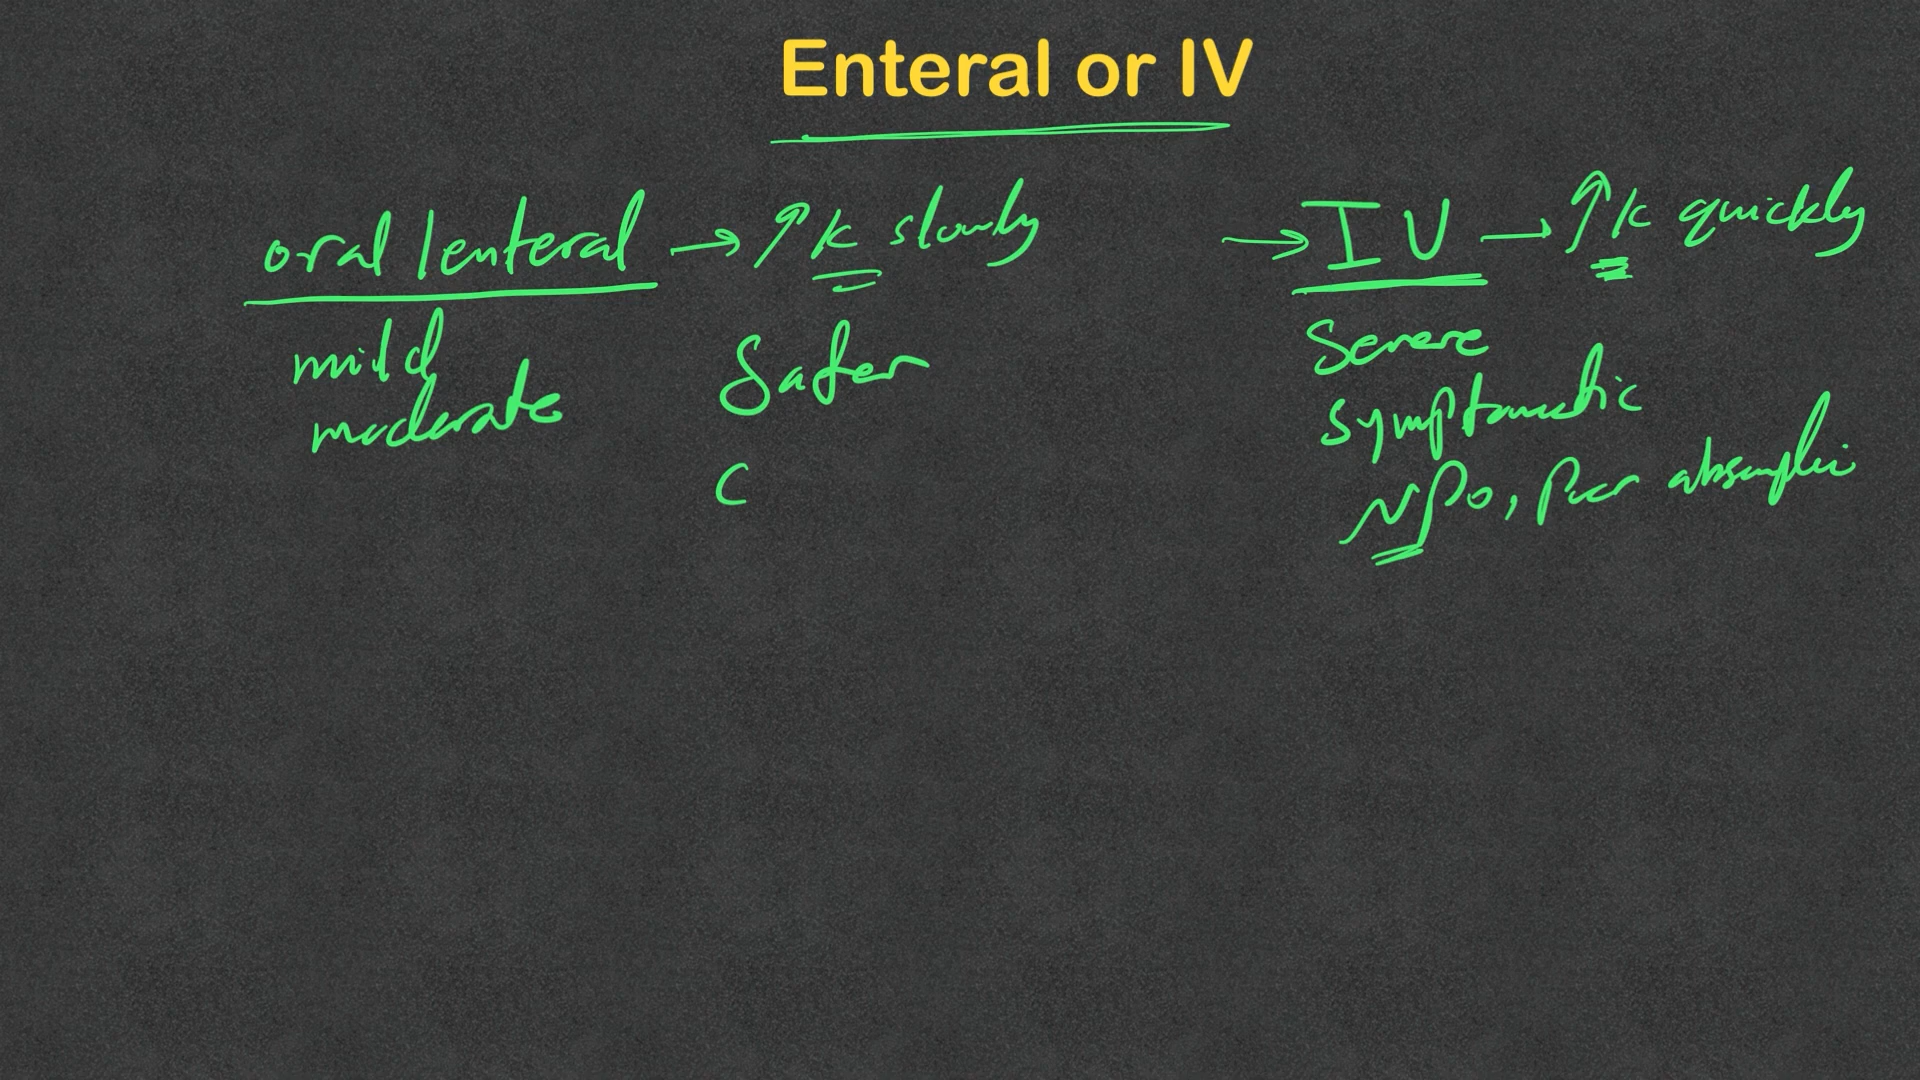 Enteral or IV
oral / enteral → ↑ K slowly
mild
moderate
Safer
C
→ IV → ↑ K quickly
Severe
symptomatic
NPO, Poor absorption